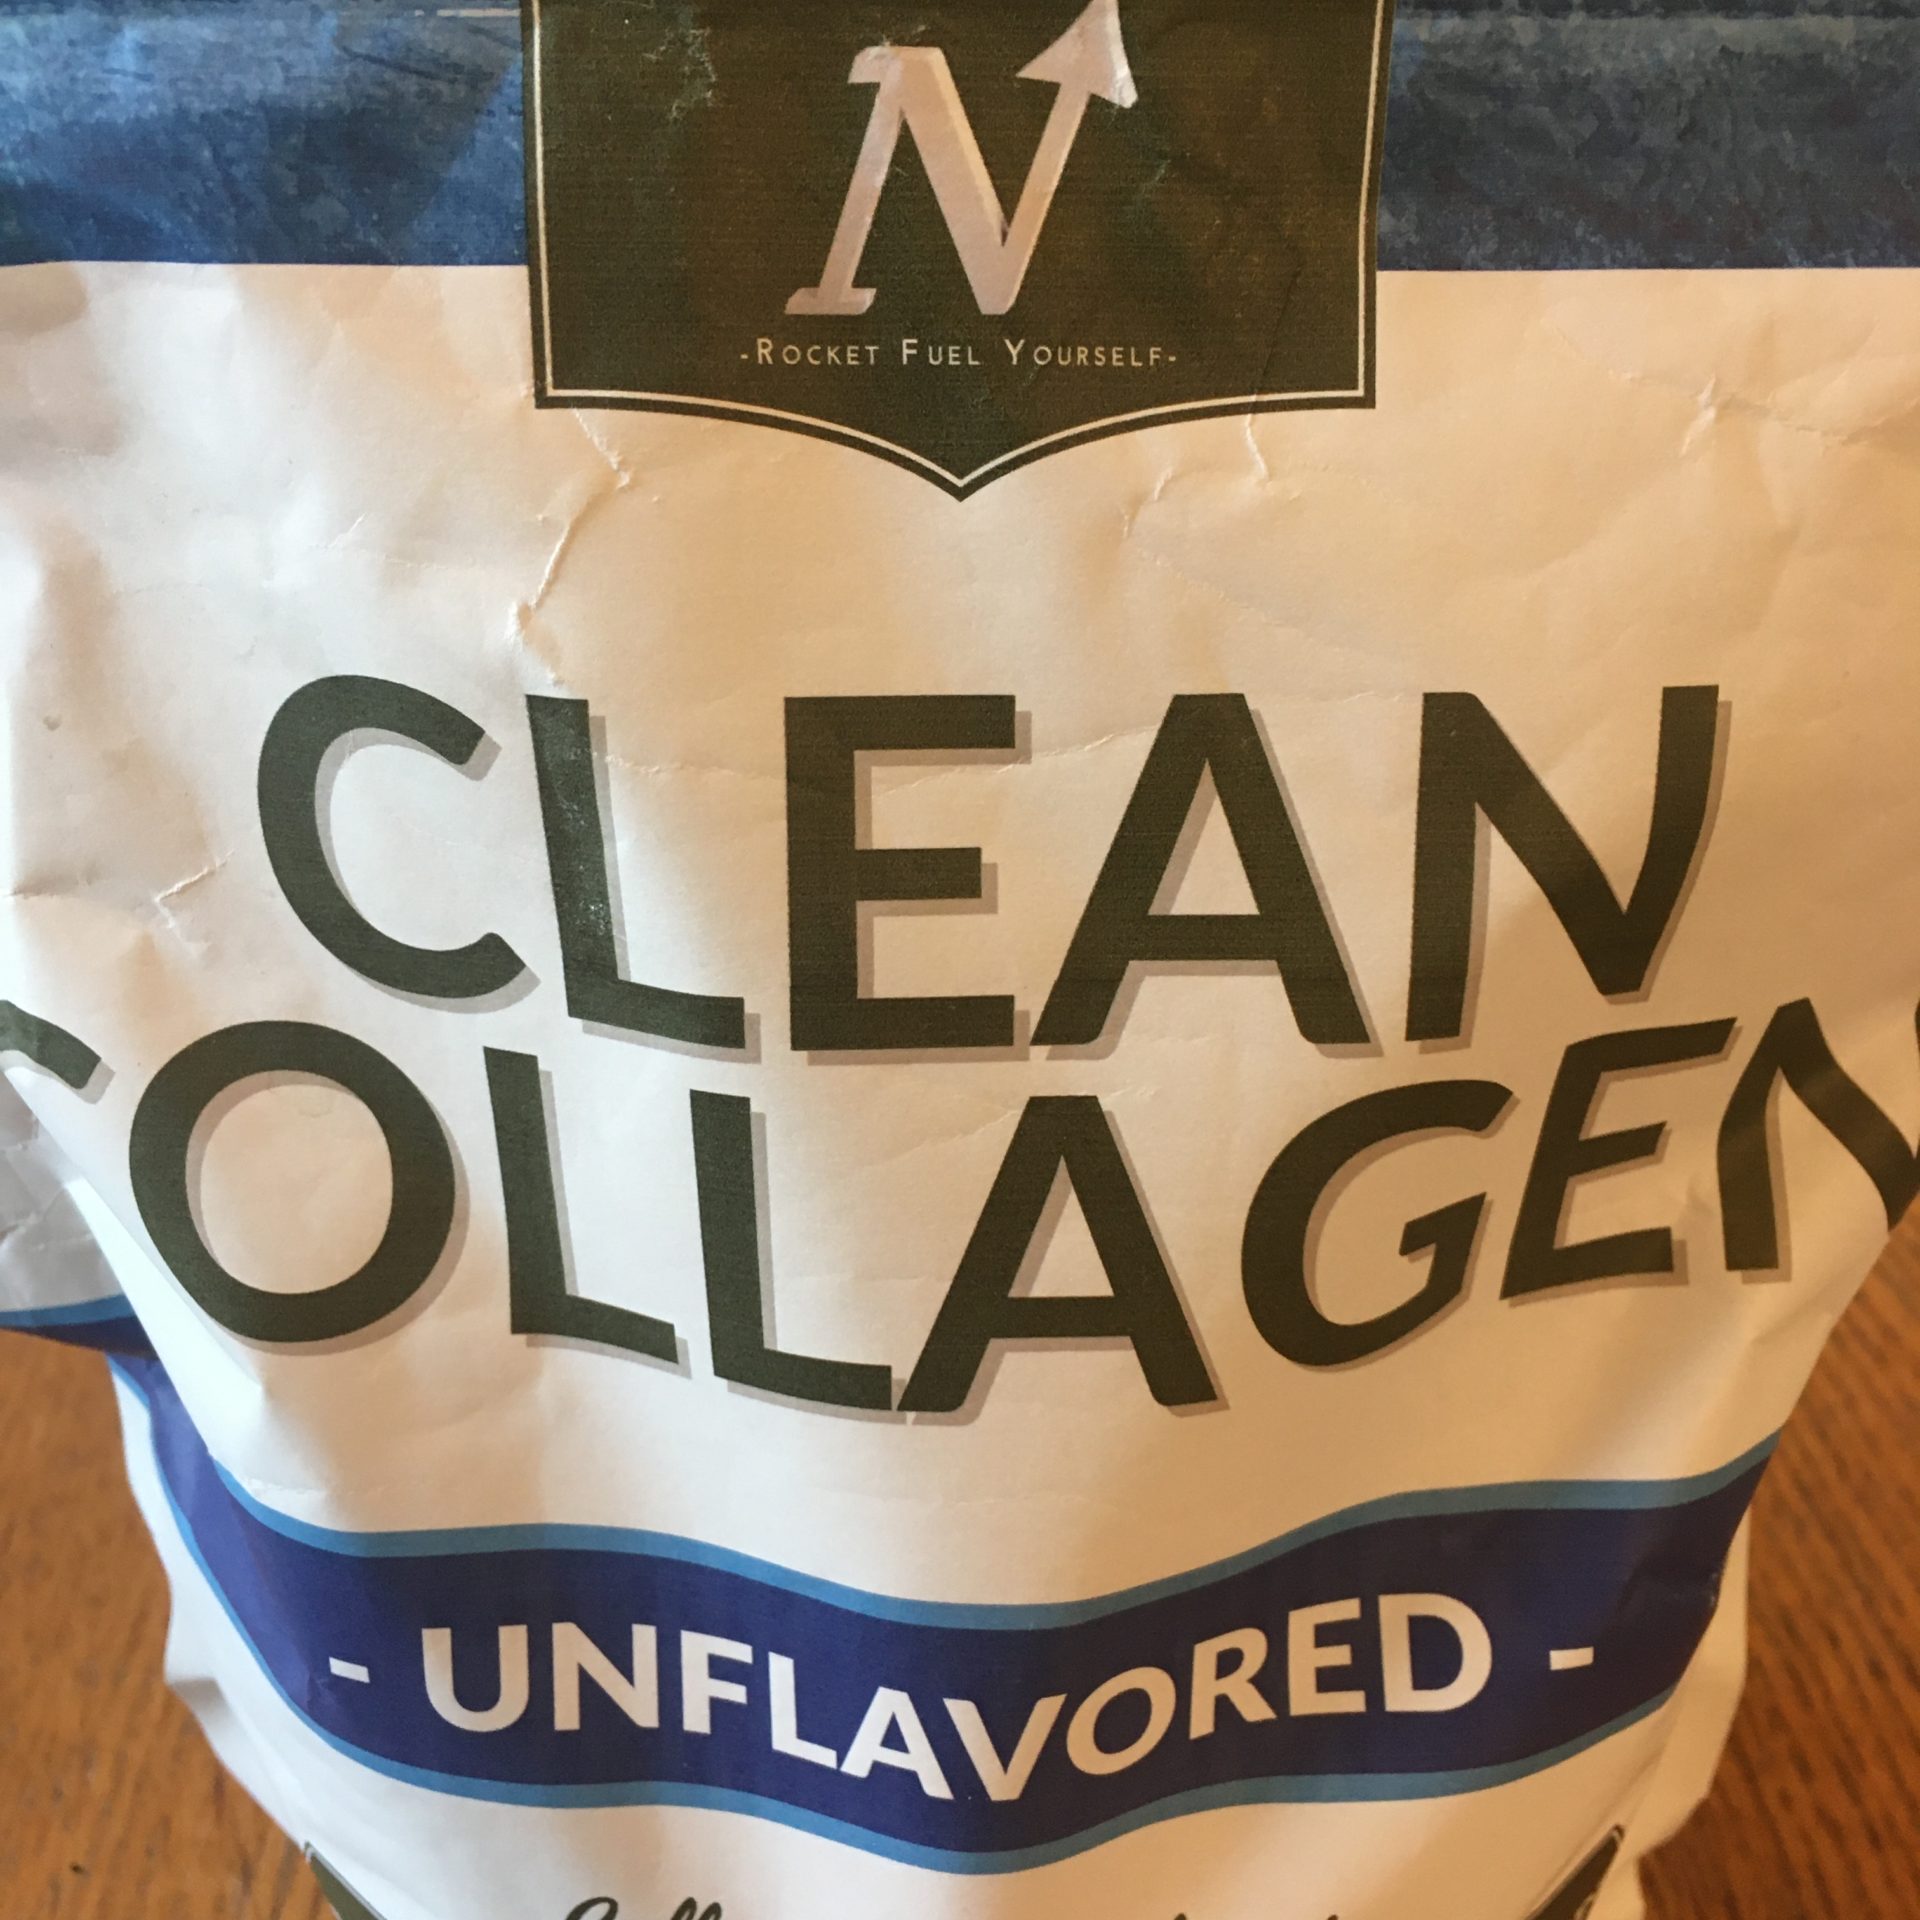 N
-ROCKET FUEL YOURSELF-
CLEAN
COLLAGEN
- UNFLAVORED -